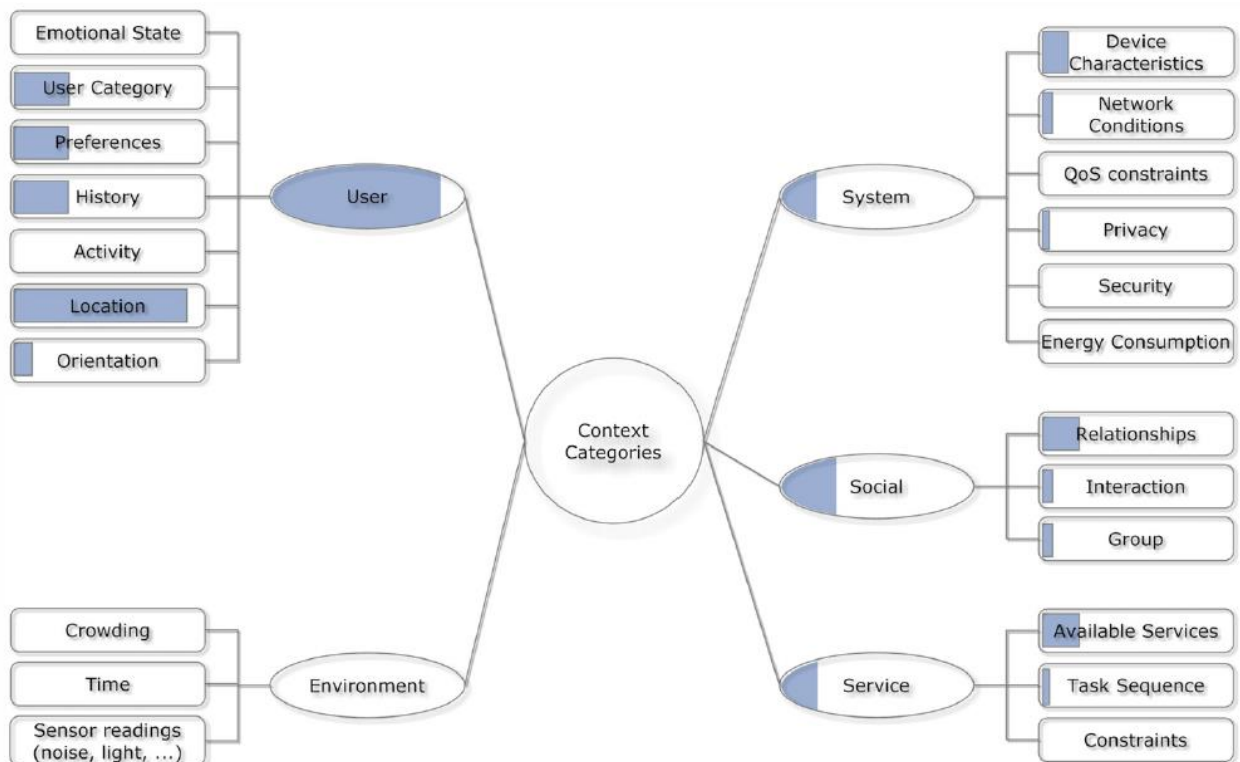 Emotional State
User Category
Preferences
History
Activity
Location
Orientation
User
Crowding
Time
Sensor readings
(noise, light, ...)
Environment
Context
Categories
System
Device
Characteristics
Network
Conditions
QoS constraints
Privacy
Security
Energy Consumption
Social
Relationships
Interaction
Group
Service
Available Services
Task Sequence
Constraints